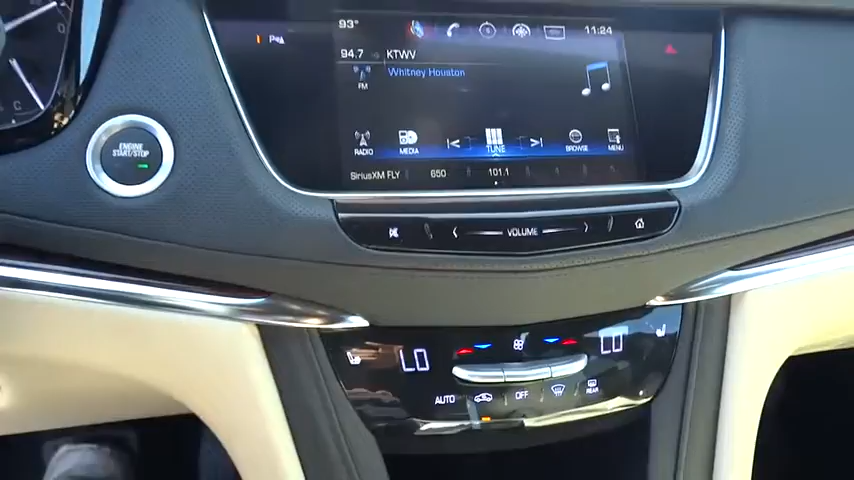 93° 11:24
94.7 KTWV
FM Whitney Houston
RADIO MEDIA TUNE BROWSE MENU
SiriusXM FLY 650 101.1
ENGINE
START/STOP
VOLUME
LO LO
AUTO OFF REAR
C